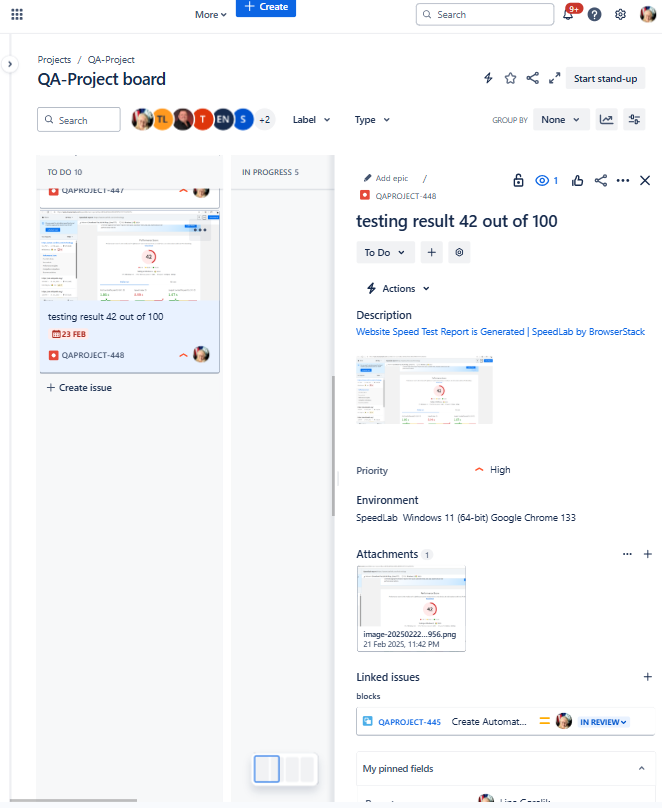 More
+ Create
Search
9+
Projects / QA-Project
QA-Project board
Start stand-up
Search
TL
T
EN
S
+2
Label
Type
GROUP BY
None
TO DO 10
IN PROGRESS 5
QAPROJECT-447
42
testing result 42 out of 100
23 FEB
QAPROJECT-448
+ Create issue
Add epic /
1
QAPROJECT-448
testing result 42 out of 100
To Do
Actions
Description
Website Speed Test Report is Generated | SpeedLab by BrowserStack
42
Priority
High
Environment
SpeedLab Windows 11 (64-bit) Google Chrome 133
Attachments 1
42
image-20250222...956.png
21 Feb 2025, 11:42 PM
Linked issues
blocks
QAPROJECT-445 Create Automat... IN REVIEW
My pinned fields